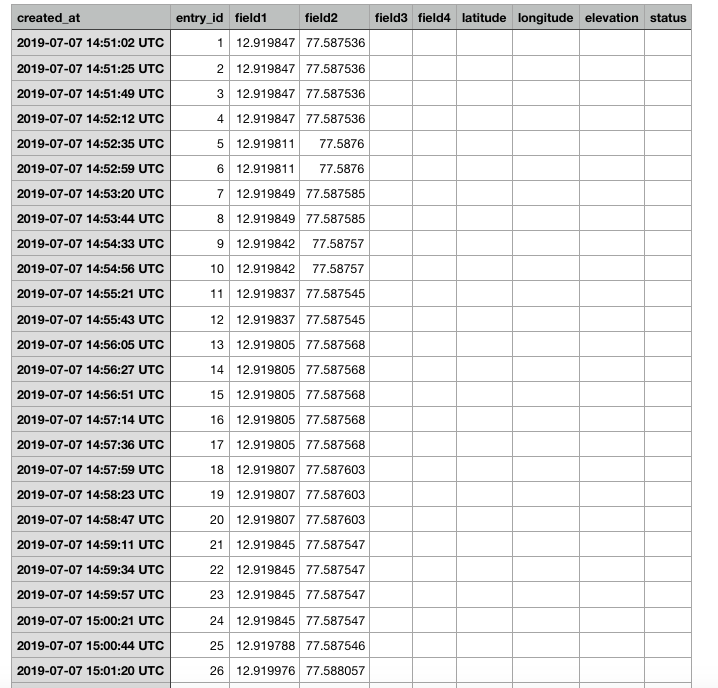 created_at entry_id field1 field2 field3 field4 latitude longitude elevation status
2019-07-07 14:51:02 UTC 1 12.919847 77.587536
2019-07-07 14:51:25 UTC 2 12.919847 77.587536
2019-07-07 14:51:49 UTC 3 12.919847 77.587536
2019-07-07 14:52:12 UTC 4 12.919847 77.587536
2019-07-07 14:52:35 UTC 5 12.919811 77.5876
2019-07-07 14:52:59 UTC 6 12.919811 77.5876
2019-07-07 14:53:20 UTC 7 12.919849 77.587585
2019-07-07 14:53:44 UTC 8 12.919849 77.587585
2019-07-07 14:54:33 UTC 9 12.919842 77.58757
2019-07-07 14:54:56 UTC 10 12.919842 77.58757
2019-07-07 14:55:21 UTC 11 12.919837 77.587545
2019-07-07 14:55:43 UTC 12 12.919837 77.587545
2019-07-07 14:56:05 UTC 13 12.919805 77.587568
2019-07-07 14:56:27 UTC 14 12.919805 77.587568
2019-07-07 14:56:51 UTC 15 12.919805 77.587568
2019-07-07 14:57:14 UTC 16 12.919805 77.587568
2019-07-07 14:57:36 UTC 17 12.919805 77.587568
2019-07-07 14:57:59 UTC 18 12.919807 77.587603
2019-07-07 14:58:23 UTC 19 12.919807 77.587603
2019-07-07 14:58:47 UTC 20 12.919807 77.587603
2019-07-07 14:59:11 UTC 21 12.919845 77.587547
2019-07-07 14:59:34 UTC 22 12.919845 77.587547
2019-07-07 14:59:57 UTC 23 12.919845 77.587547
2019-07-07 15:00:21 UTC 24 12.919845 77.587547
2019-07-07 15:00:44 UTC 25 12.919788 77.587546
2019-07-07 15:01:20 UTC 26 12.919976 77.588057